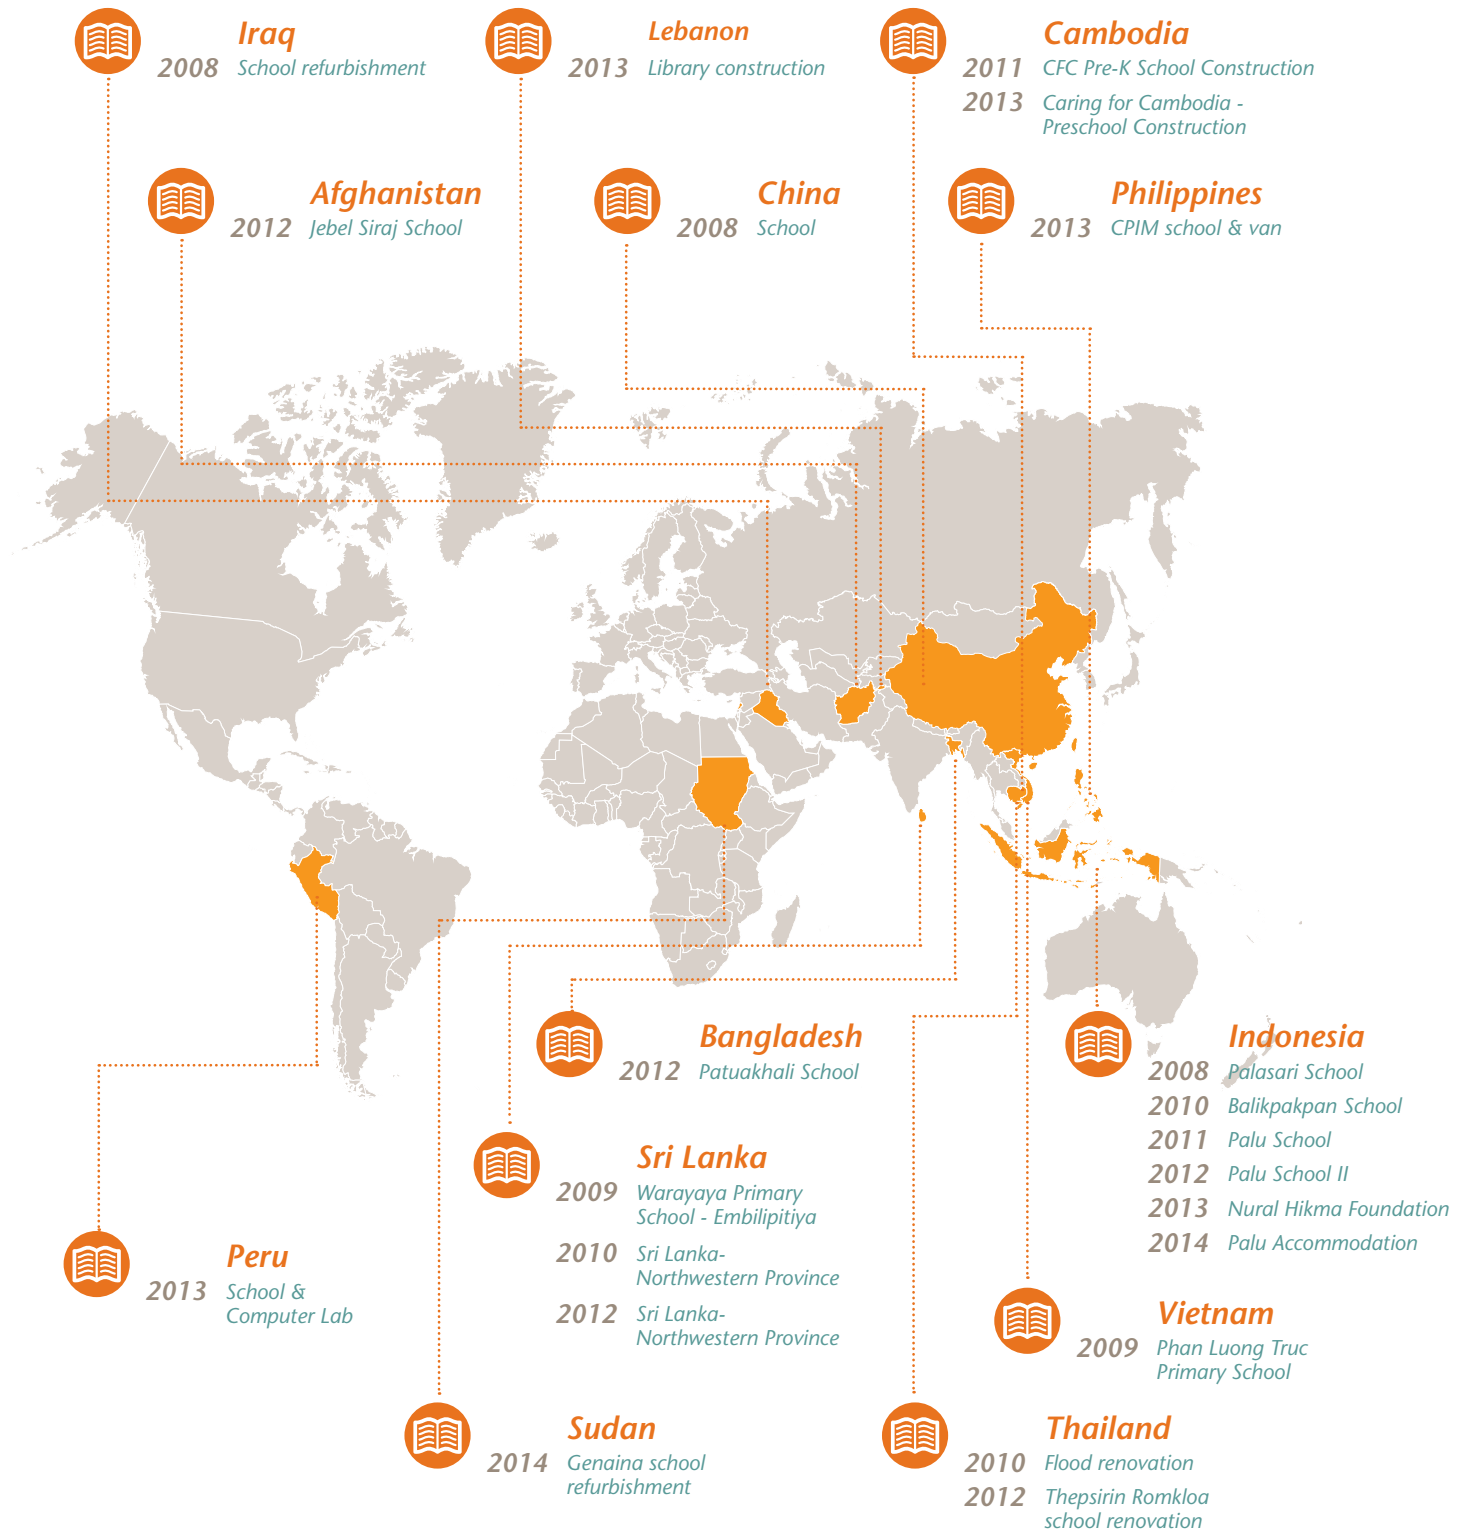 Iraq
2008 School refurbishment
Lebanon
2013 Library construction
Cambodia
2011 CFC Pre-K School Construction
2013 Caring for Cambodia -
Preschool Construction
Afghanistan
2012 Jebel Siraj School
China
2008 School
Philippines
2013 CPIM school & van
Bangladesh
2012 Patuakhali School
Indonesia
2008 Palasari School
2010 Balikpakpan School
2011 Palu School
2012 Palu School II
2013 Nural Hikma Foundation
2014 Palu Accommodation
Sri Lanka
2009 Warayaya Primary
School - Embilipitiya
2010 Sri Lanka-
Northwestern Province
2012 Sri Lanka-
Northwestern Province
Peru
2013 School &
Computer Lab
Vietnam
2009 Phan Luong Truc
Primary School
Sudan
2014 Genaina school
refurbishment
Thailand
2010 Flood renovation
2012 Thepsirin Romkloa
school renovation